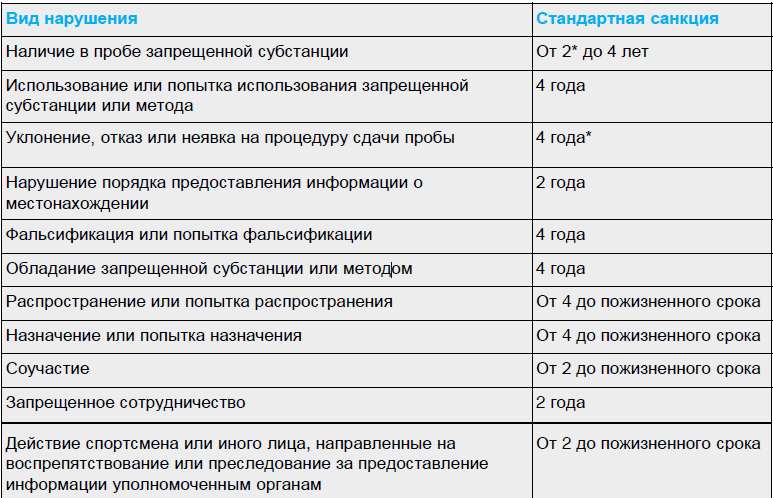 Вид нарушения
Стандартная санкция
Наличие в пробе запрещенной субстанции
От 2* до 4 лет
Использование или попытка использования запрещенной
субстанции или метода
4 года
Уклонение, отказ или неявка на процедуру сдачи пробы
4 года*
Нарушение порядка предоставления информации о
местонахождении
2 года
Фальсификация или попытка фальсификации
4 года
Обладание запрещенной субстанции или методом
4 года
Распространение или попытка распространения
От 4 до пожизненного срока
Назначение или попытка назначения
От 4 до пожизненного срока
Соучастие
От 2 до пожизненного срока
Запрещенное сотрудничество
2 года
Действие спортсмена или иного лица, направленные на
воспрепятствование или преследование за предоставление
информации уполномоченным органам
От 2 до пожизненного срока